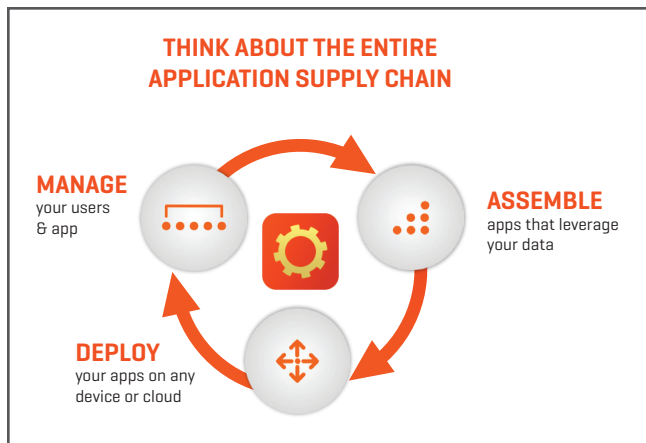 THINK ABOUT THE ENTIRE
APPLICATION SUPPLY CHAIN
MANAGE
your users
& app
ASSEMBLE
apps that leverage
your data
DEPLOY
your apps on any
device or cloud